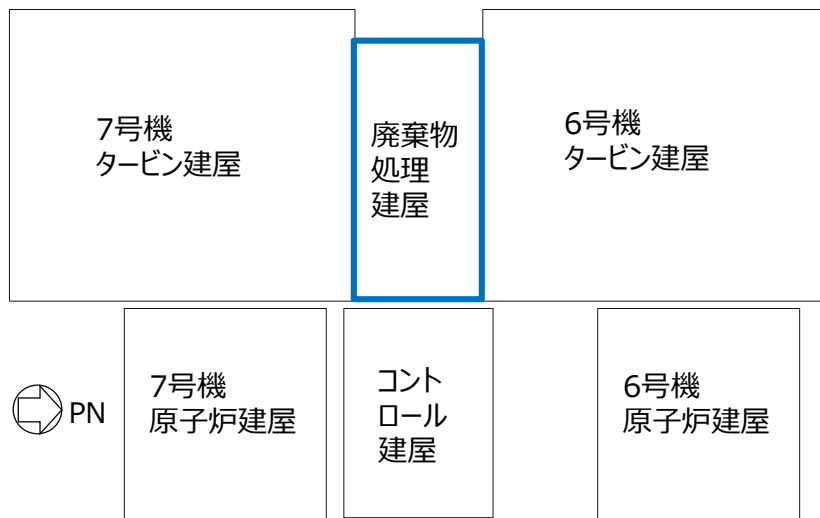 7号機
タービン建屋
廃棄物
処理
建屋
6号機
タービン建屋
PN
7号機
原子炉建屋
コント
ロール
建屋
6号機
原子炉建屋